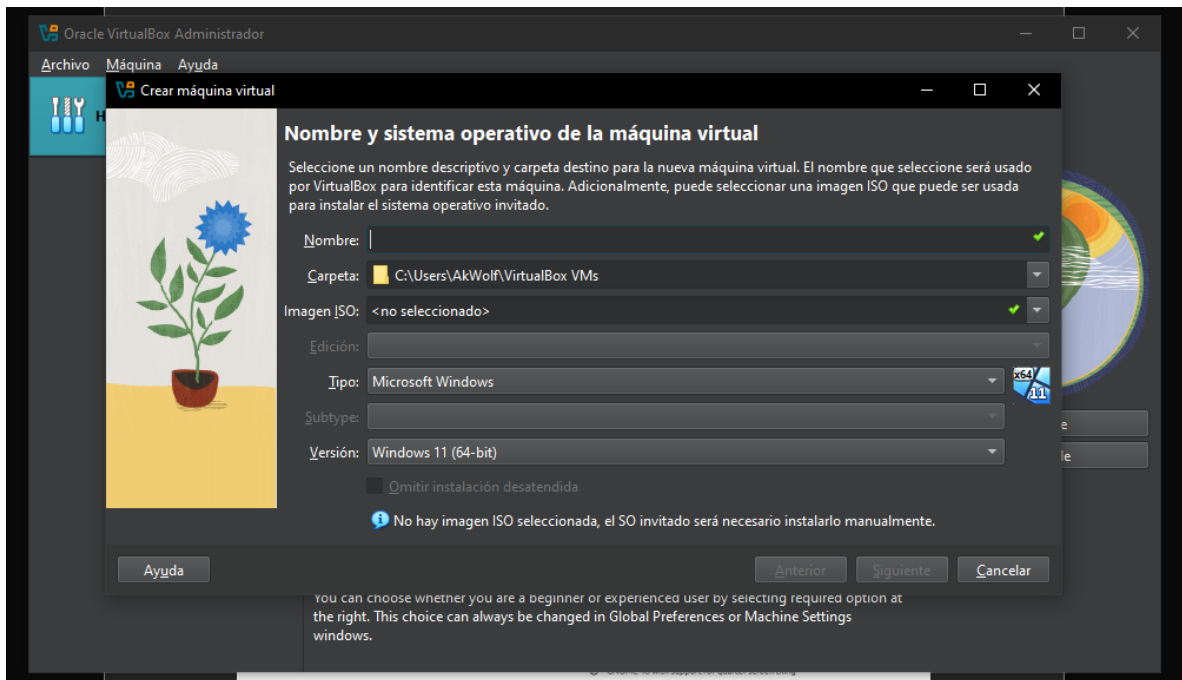 Oracle VirtualBox Administrador
Archivo Máquina Ayuda
Crear máquina virtual
H
Nombre y sistema operativo de la máquina virtual
Seleccione un nombre descriptivo y carpeta destino para la nueva máquina virtual. El nombre que seleccione será usado
por VirtualBox para identificar esta máquina. Adicionalmente, puede seleccionar una imagen ISO que puede ser usada
para instalar el sistema operativo invitado.
Nombre:
Carpeta: C:\Users\AkWolf\VirtualBox VMs
Imagen ISO: <no seleccionado>
Edición:
Tipo: Microsoft Windows
x64
11
Subtype:
e
Versión: Windows 11 (64-bit)
le
Omitir instalación desatendida
No hay imagen ISO seleccionada, el SO invitado será necesario instalarlo manualmente.
Ayuda Anterior Siguiente Cancelar
You can choose whether you are a beginner or experienced user by selecting required option at
the right. This choice can always be changed in Global Preferences or Machine Settings
windows.